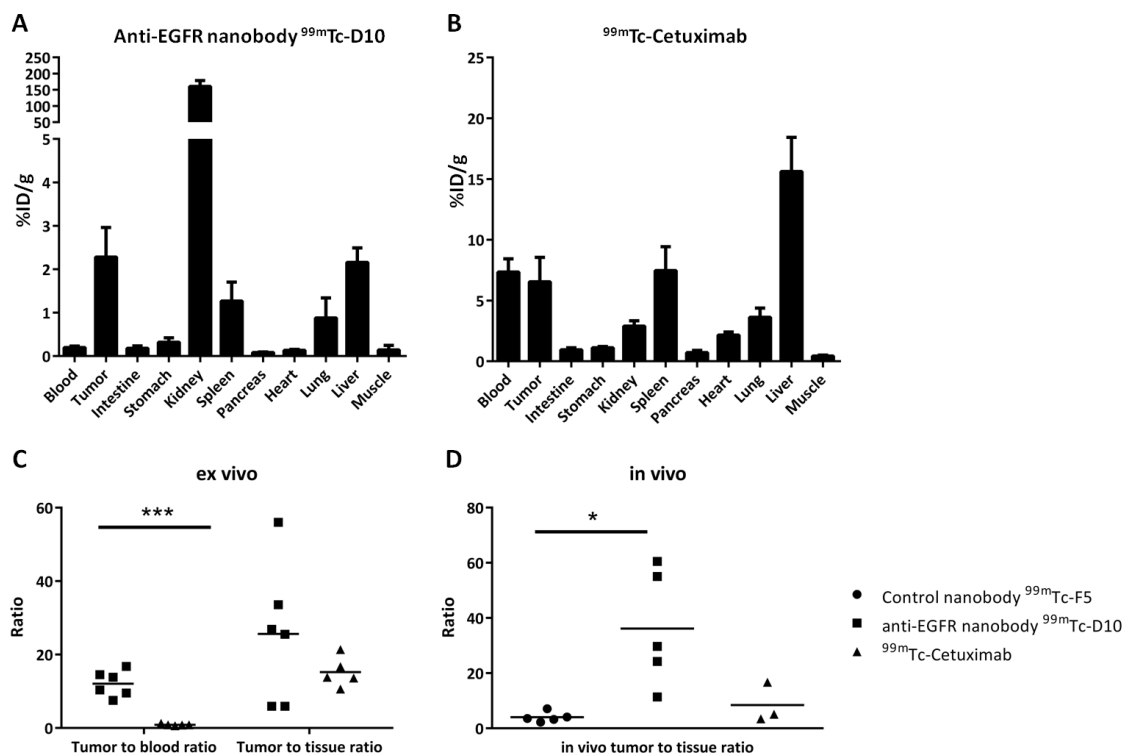 A
Anti-EGFR nanobody ⁹⁹ᵐTc-D10
250
200
150
100
50
5
4
3
2
1
0
%ID/g
Blood
Tumor
Intestine
Stomach
Kidney
Spleen
Pancreas
Heart
Lung
Liver
Muscle
B
⁹⁹ᵐTc-Cetuximab
25
20
15
10
5
0
%ID/g
Blood
Tumor
Intestine
Stomach
Kidney
Spleen
Pancreas
Heart
Lung
Liver
Muscle
C
ex vivo
60
40
20
0
Ratio
***
Tumor to blood ratio
Tumor to tissue ratio
D
in vivo
80
60
40
20
0
Ratio
*
in vivo tumor to tissue ratio
Control nanobody ⁹⁹ᵐTc-F5
anti-EGFR nanobody ⁹⁹ᵐTc-D10
⁹⁹ᵐTc-Cetuximab